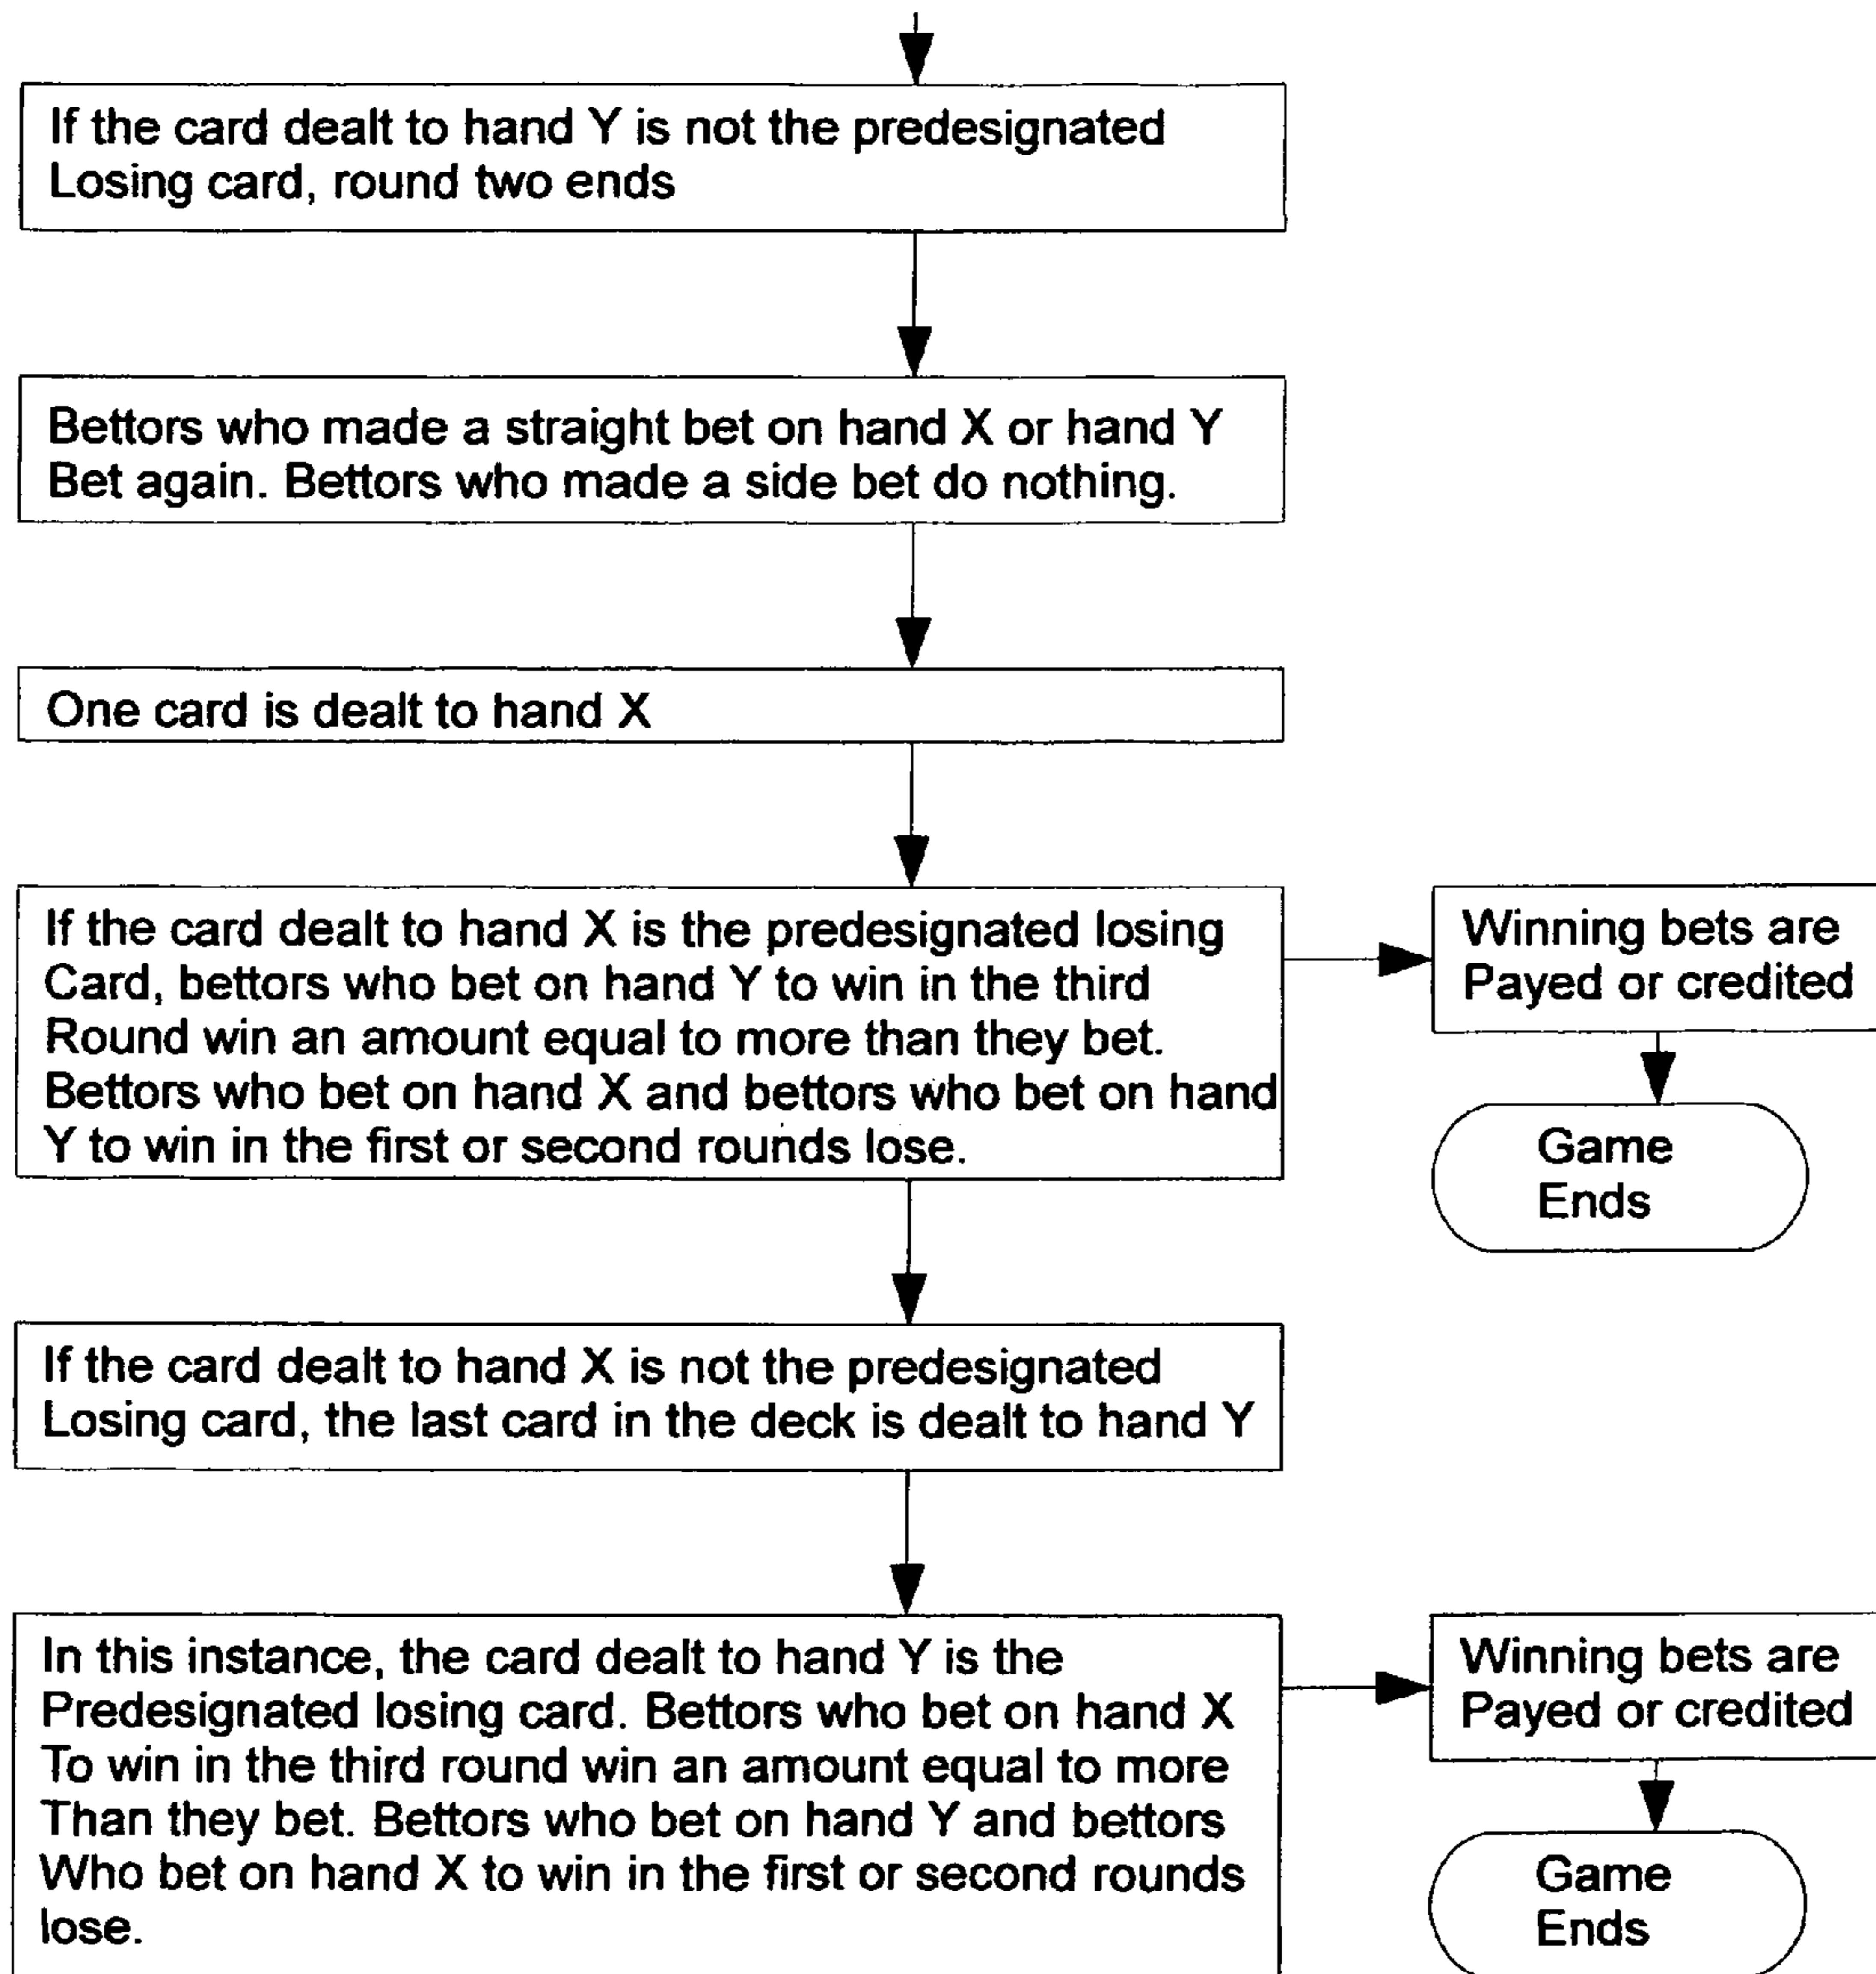 If the card dealt to hand Y is not the predesignated
Losing card, round two ends
Bettors who made a straight bet on hand X or hand Y
Bet again. Bettors who made a side bet do nothing.
One card is dealt to hand X
If the card dealt to hand X is the predesignated losing
Card, bettors who bet on hand Y to win in the third
Round win an amount equal to more than they bet.
Bettors who bet on hand X and bettors who bet on hand
Y to win in the first or second rounds lose.
Winning bets are
Payed or credited
Game
Ends
If the card dealt to hand X is not the predesignated
Losing card, the last card in the deck is dealt to hand Y
In this instance, the card dealt to hand Y is the
Predesignated losing card. Bettors who bet on hand X
To win in the third round win an amount equal to more
Than they bet. Bettors who bet on hand Y and bettors
Who bet on hand X to win in the first or second rounds
lose.
Winning bets are
Payed or credited
Game
Ends